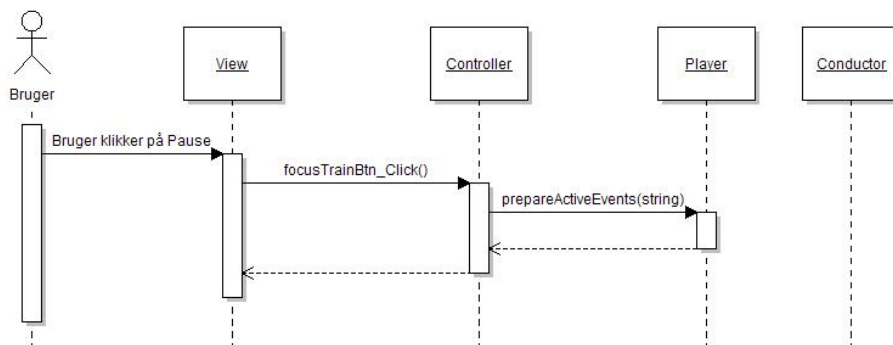 View
Controller
Player
Conductor
Bruger
Bruger klikker på Pause
focusTrainBtn_Click()
prepareActiveEvents(string)